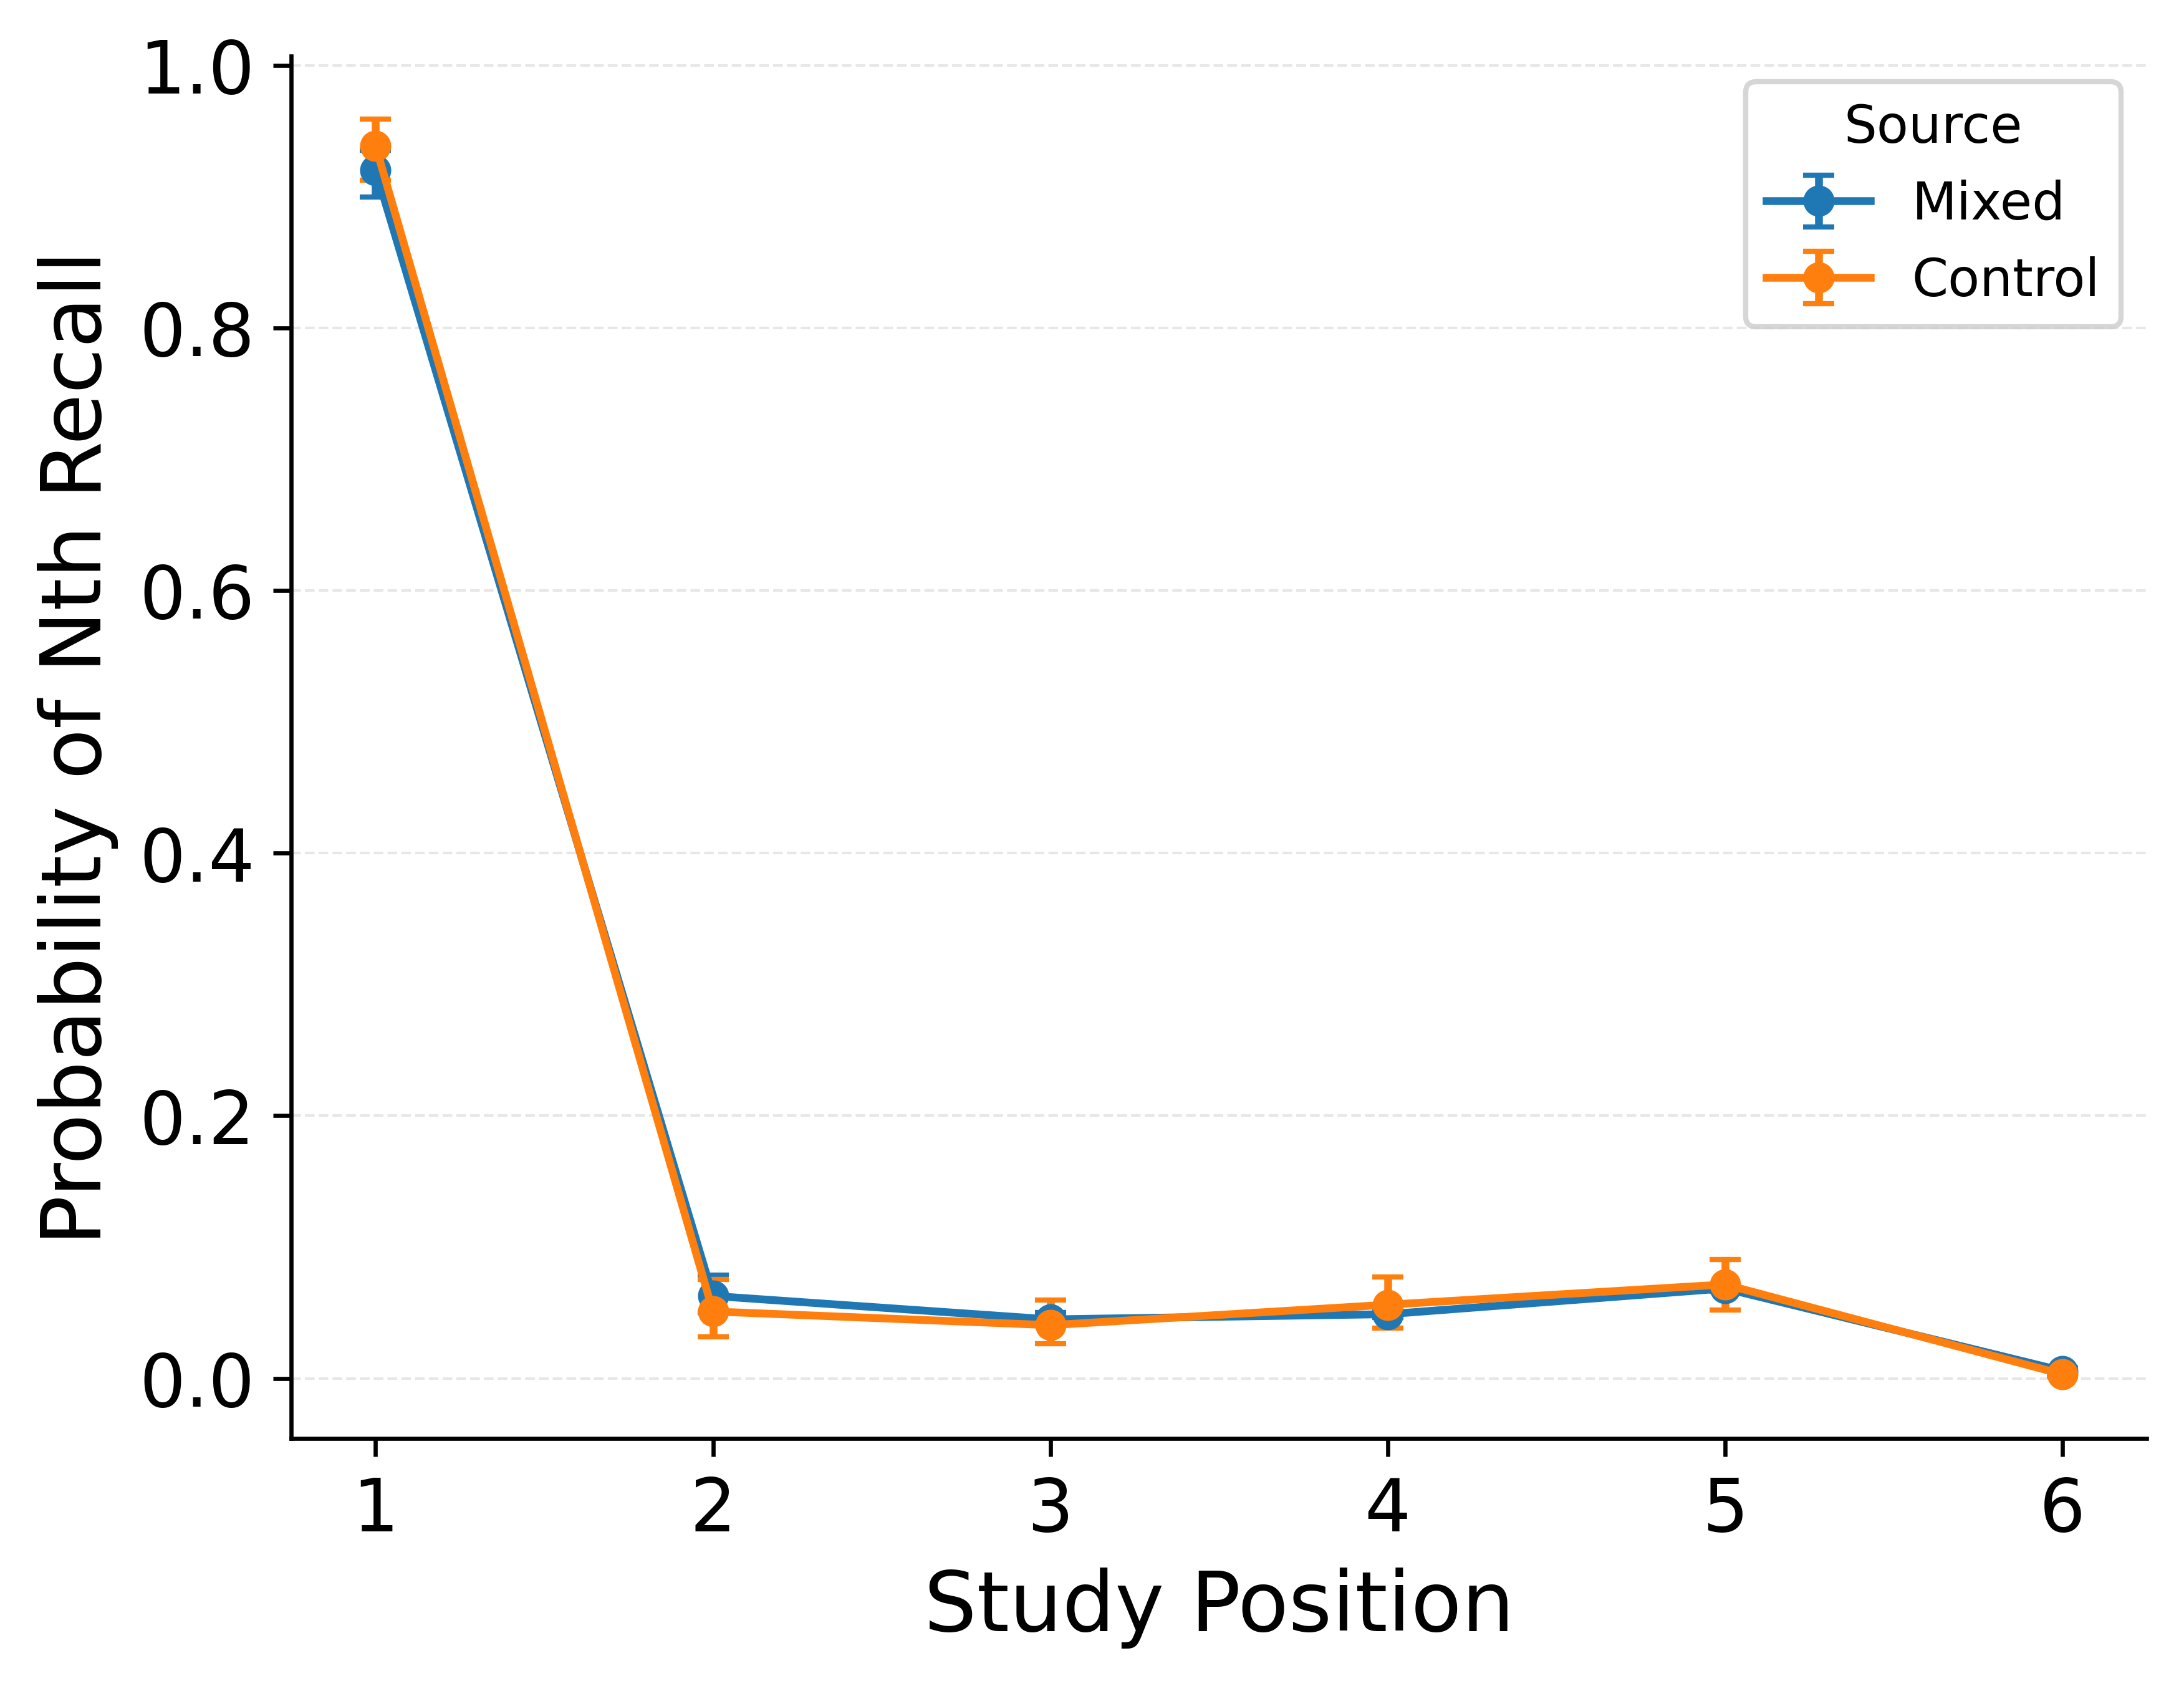 1.0
0.8
0.6
0.4
0.2
0.0
Probability of Nth Recall
Source
Mixed
Control
1 2 3 4 5 6
Study Position